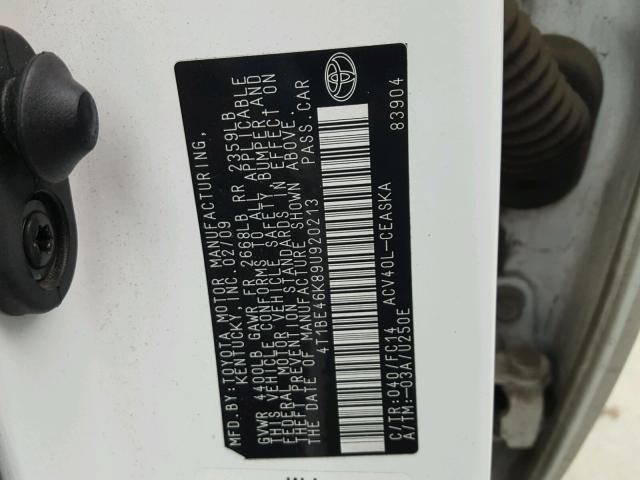 MFD.BY:TOYOTA MOTOR MANUFACTURING,
KENTUCKY, INC. 02/09
GVWR 4400LB GAWR FR 2668LB RR 2359LB
THIS VEHICLE CONFORMS TO ALL APPLICABLE
FEDERAL MOTOR VEHICLE SAFETY, BUMPER AND
THEFT PREVENTION STANDARDS IN EFFECT ON
THE DATE OF MANUFACTURE SHOWN ABOVE.
4T1BE46K89U920213 PASS.CAR
C/TR:040/FC14 ACV40L-CEASKA 83904
A/TM:-03A/U250E